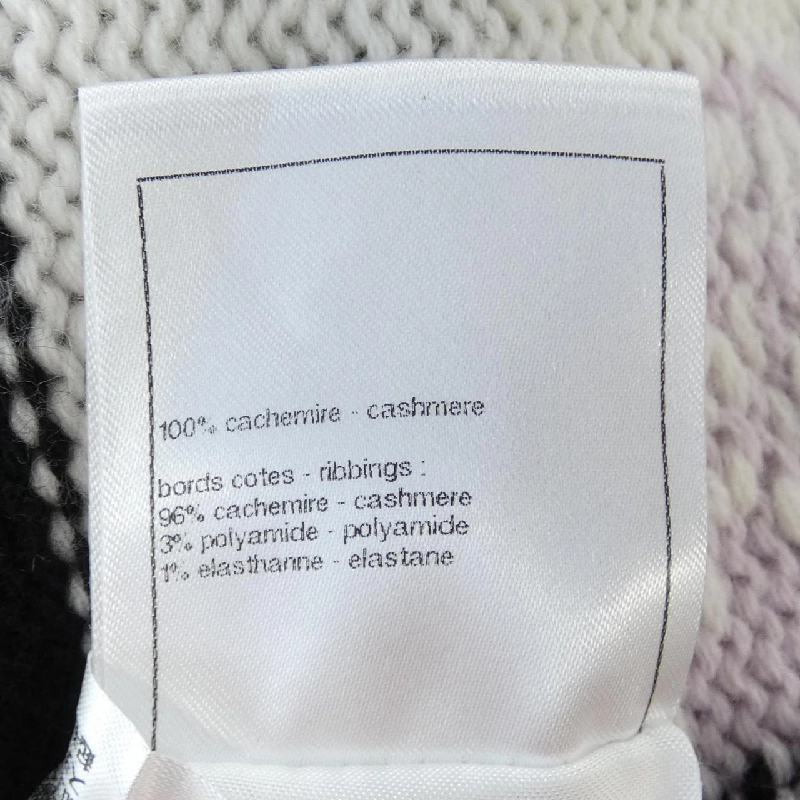 100% cachemire - cashmere
bords cotes - ribbings :
96% cachemire - cashmere
3% polyamide - polyamide
1% elasthanne - elastane